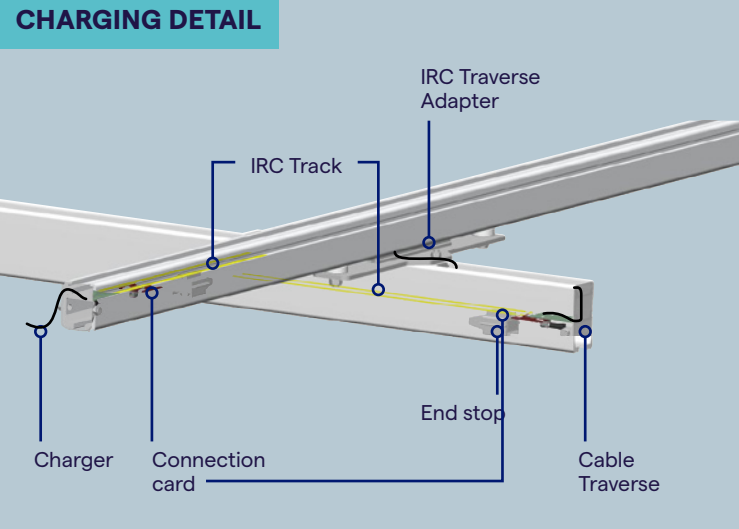 CHARGING DETAIL
IRC Traverse
Adapter
IRC Track
End stop
Charger
Connection
card
Cable
Traverse